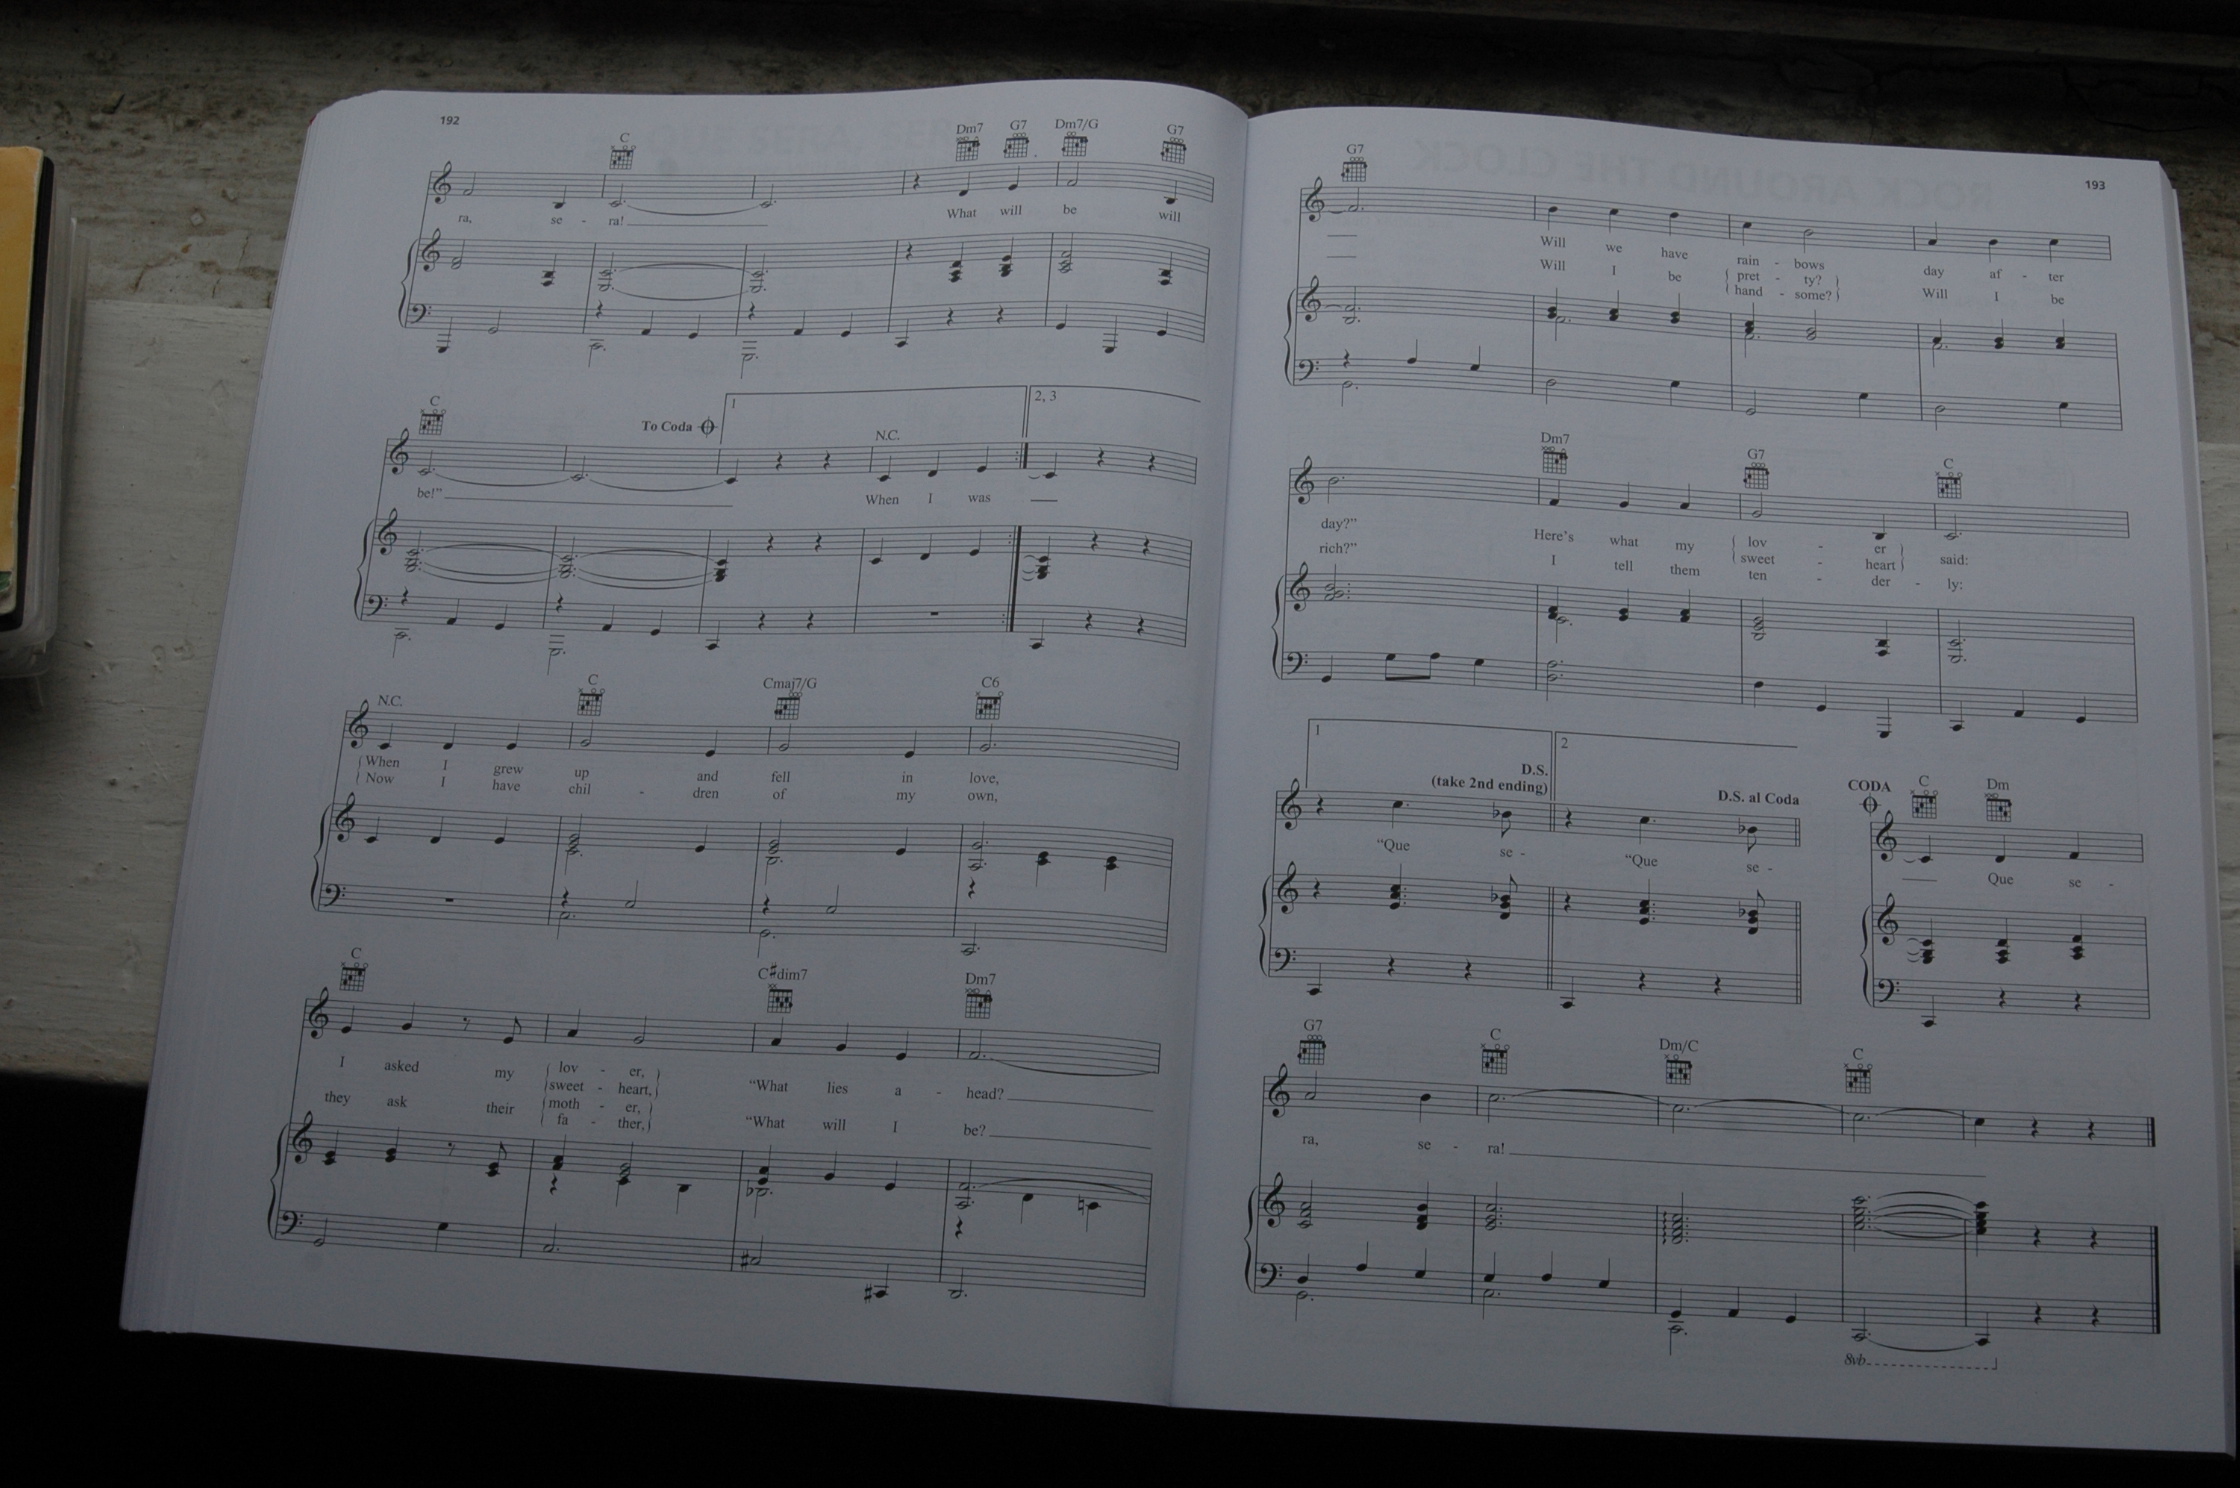 192
C Dm7 G7 Dm7/G G7
ra, se - ra! What will be will
C To Coda 1 N.C. 2, 3
be!” When I was
N.C. C Cmaj7/G C6
When I grew up and fell in love,
Now I have chil - dren of my own,
C C#dim7 Dm7
I asked my lov - er, “What lies a - head?
sweet - heart,
they ask their moth - er, “What will I be?
fa - ther,
193
ROCK AROUND THE CLOCK
G7
Will we have rain - bows day af - ter
Will I be pret - ty? Will I be
hand - some?
Dm7 G7 C
day?” Here's what my lov - er said:
sweet - heart
rich?” I tell them ten - der - ly:
1 D.S. 2
(take 2nd ending) D.S. al Coda
“Que se - “Que se -
CODA C Dm
Que se -
G7 C Dm/C C
ra, se - ra!
8vb